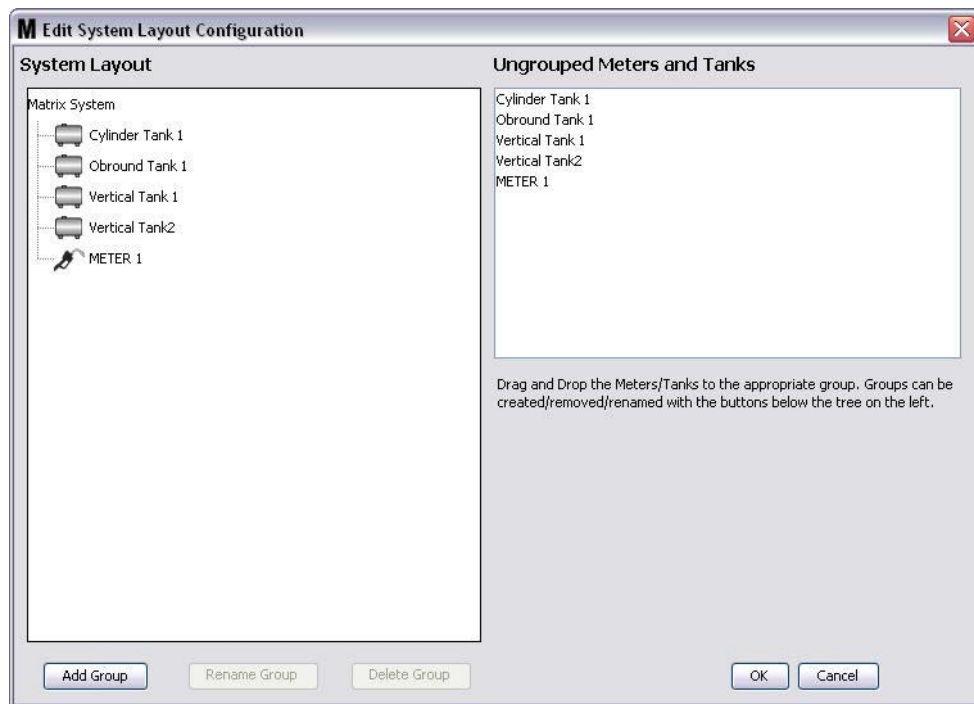 M Edit System Layout Configuration
System Layout
Matrix System
Cylinder Tank 1
Obround Tank 1
Vertical Tank 1
Vertical Tank2
METER 1
Ungrouped Meters and Tanks
Cylinder Tank 1
Obround Tank 1
Vertical Tank 1
Vertical Tank2
METER 1
Drag and Drop the Meters/Tanks to the appropriate group. Groups can be
created/removed/renamed with the buttons below the tree on the left.
Add Group
Rename Group
Delete Group
OK
Cancel